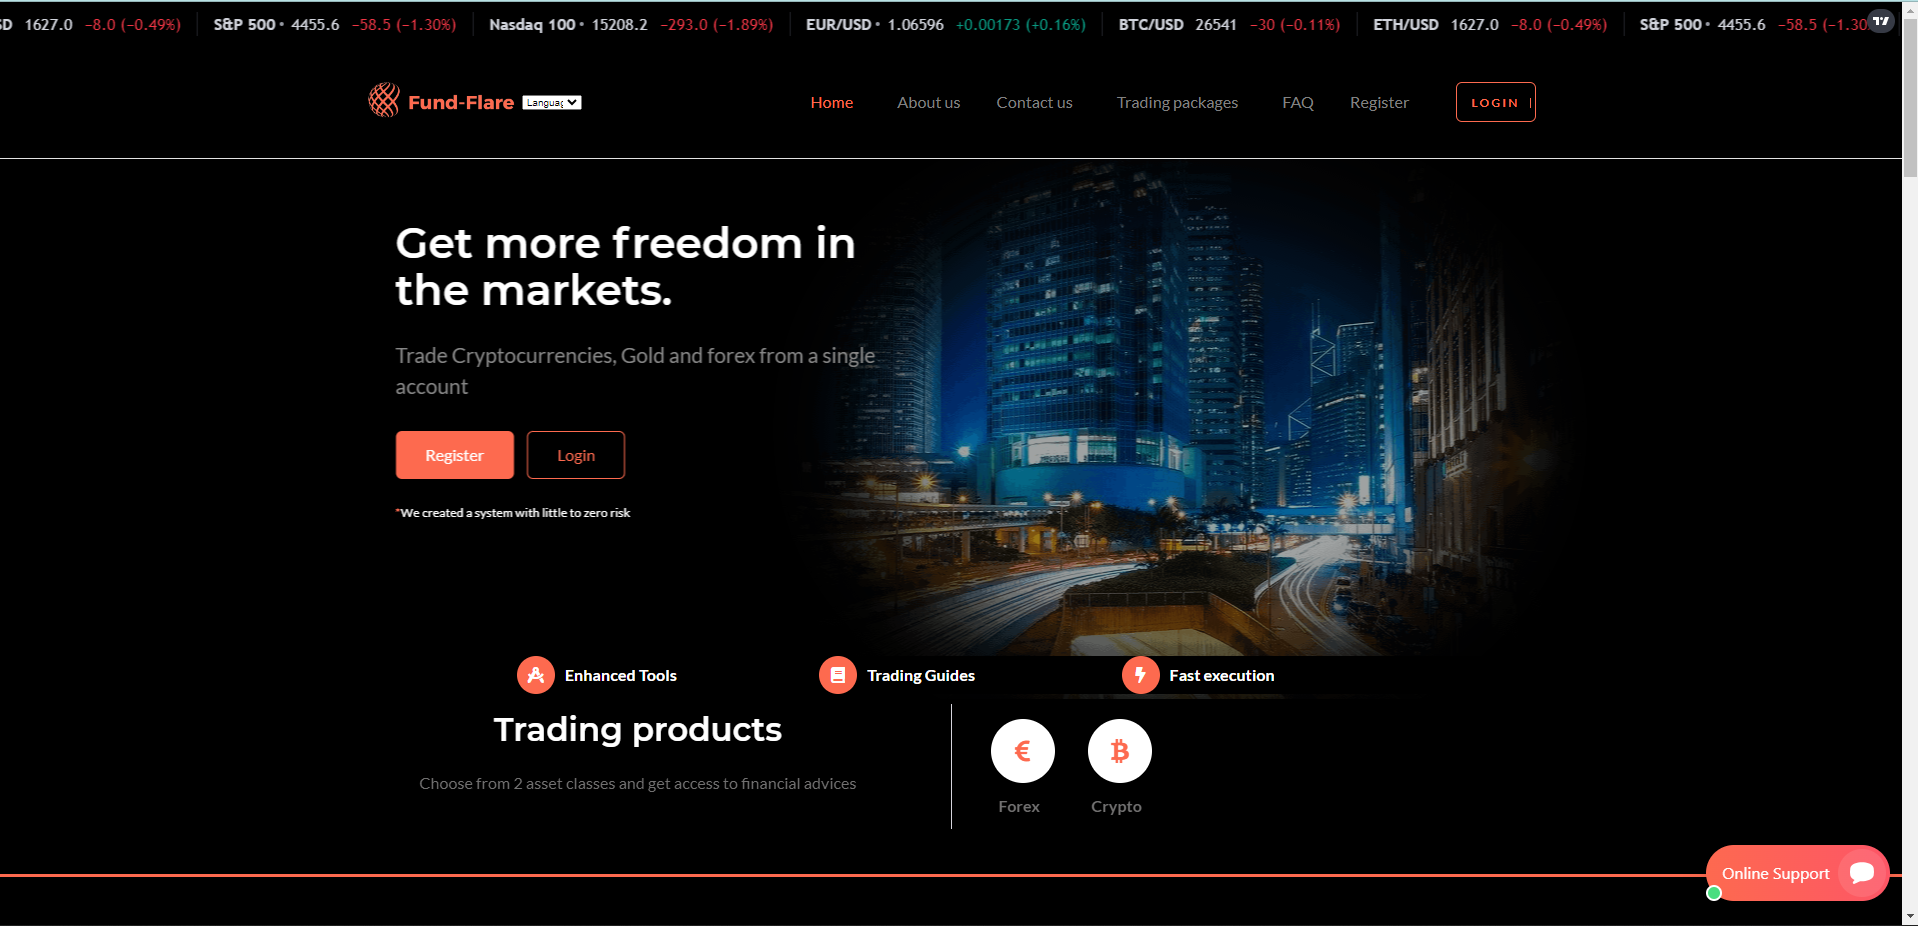 SD 1627.0 −8.0 (−0.49%) S&P 500 • 4455.6 −58.5 (−1.30%) Nasdaq 100 • 15208.2 −293.0 (−1.89%) EUR/USD • 1.06596 +0.00173 (+0.16%) BTC/USD 26541 −30 (−0.11%) ETH/USD 1627.0 −8.0 (−0.49%) S&P 500 • 4455.6 −58.5 (−1.30
Fund-Flare Languag Home About us Contact us Trading packages FAQ Register LOGIN |
Get more freedom in
the markets.
Trade Cryptocurrencies, Gold and forex from a single
account
Register Login
*We created a system with little to zero risk
Enhanced Tools Trading Guides Fast execution
Trading products
Choose from 2 asset classes and get access to financial advices
Forex Crypto
Online Support